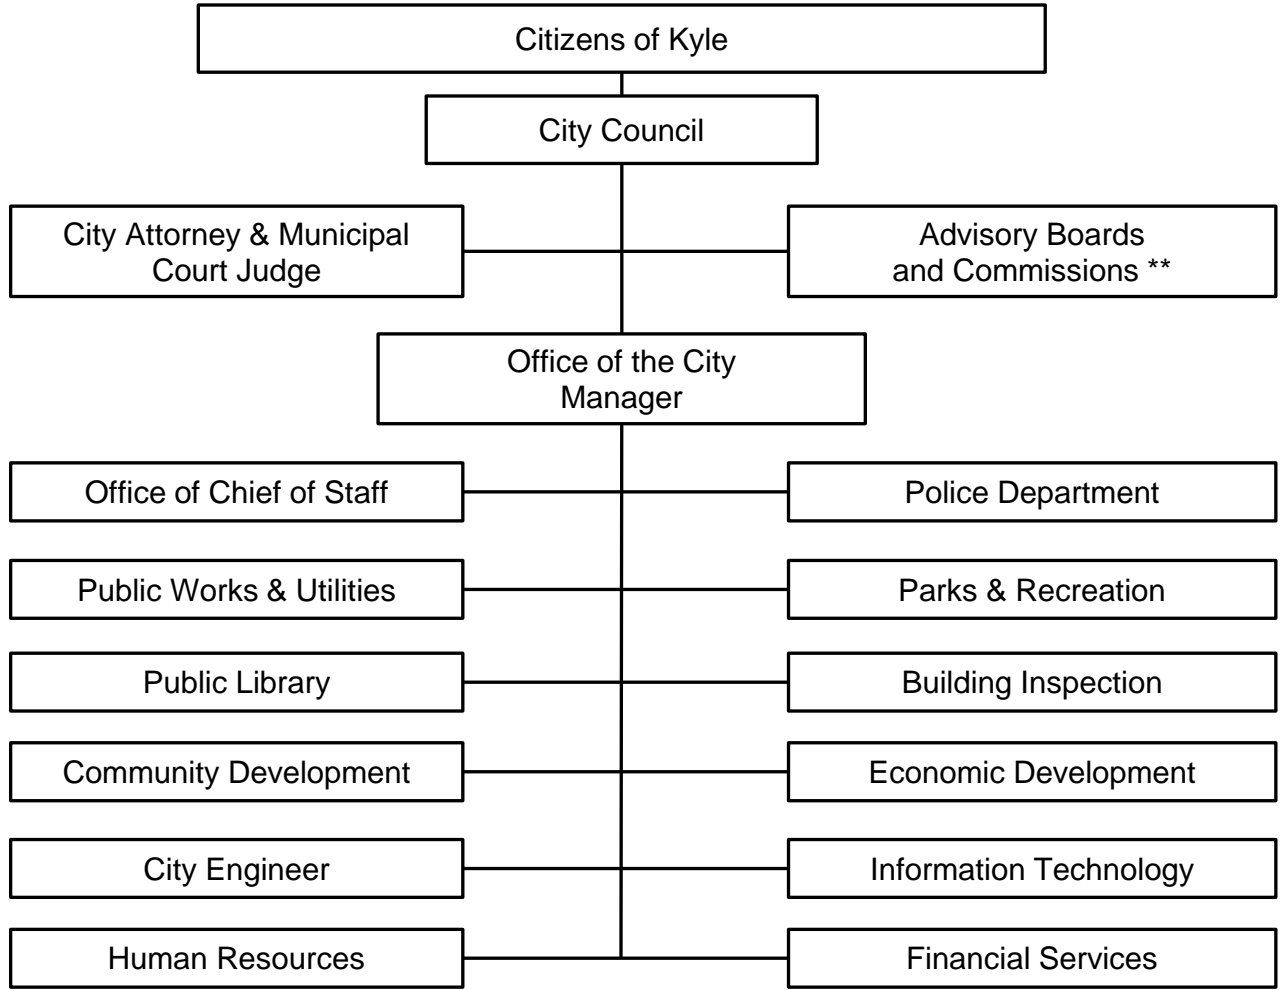 Citizens of Kyle
City Council
City Attorney & Municipal
Court Judge
Advisory Boards
and Commissions **
Office of the City
Manager
Office of Chief of Staff
Police Department
Public Works & Utilities
Parks & Recreation
Public Library
Building Inspection
Community Development
Economic Development
City Engineer
Information Technology
Human Resources
Financial Services